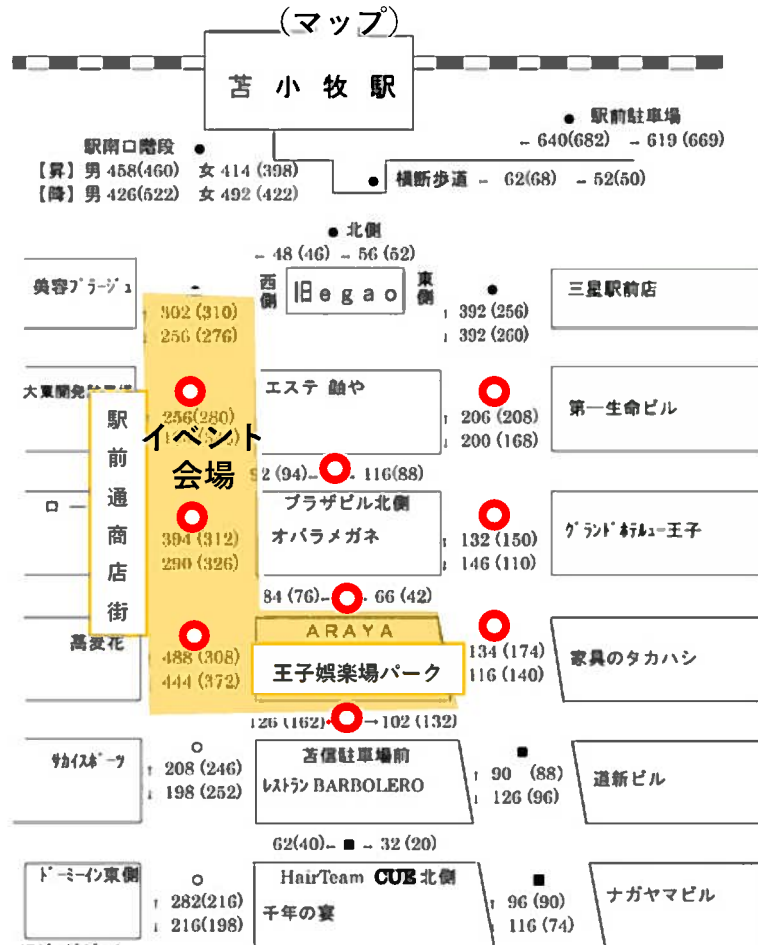 (マップ)
苫小牧駅
駅前駐車場
← 640(682) → 619 (669)
駅南口階段
【昇】男 458(460) 女 414 (398)
【降】男 426(522) 女 492 (422)
横断歩道 ← 62(68) → 52(50)
北側
← 48 (46) → 56 (52)
美容プラージュ
西側
旧egao
東側
三星駅前店
302 (310)
256 (276)
↑ 392 (256)
↓ 392 (260)
大東開発
エステ 顔や
第一生命ビル
駅前通商店街
256(280)
イベント
会場
↑ 206 (208)
↓ 200 (168)
92 (94)← → 116(88)
プラザビル北側
オバラメガネ
グランドホテルニュー王子
394 (312)
290 (326)
↑ 132 (150)
↓ 146 (110)
84 (76)← → 66 (42)
ARAYA
王子娯楽場パーク
488 (308)
444 (372)
134 (174)
116 (140)
家具のタカハシ
126 (162)← →102 (132)
サカイスポーツ
↑ 208 (246)
↓ 198 (252)
苫信駐車場前
レストラン BARBOLERO
↑ 90 (88)
↓ 126 (96)
道新ビル
62(40)← → 32 (20)
ドーミーイン東側
↑ 282(216)
↓ 216(198)
HairTeam CUE 北側
千年の宴
↑ 96 (90)
↓ 116 (74)
ナガヤマビル